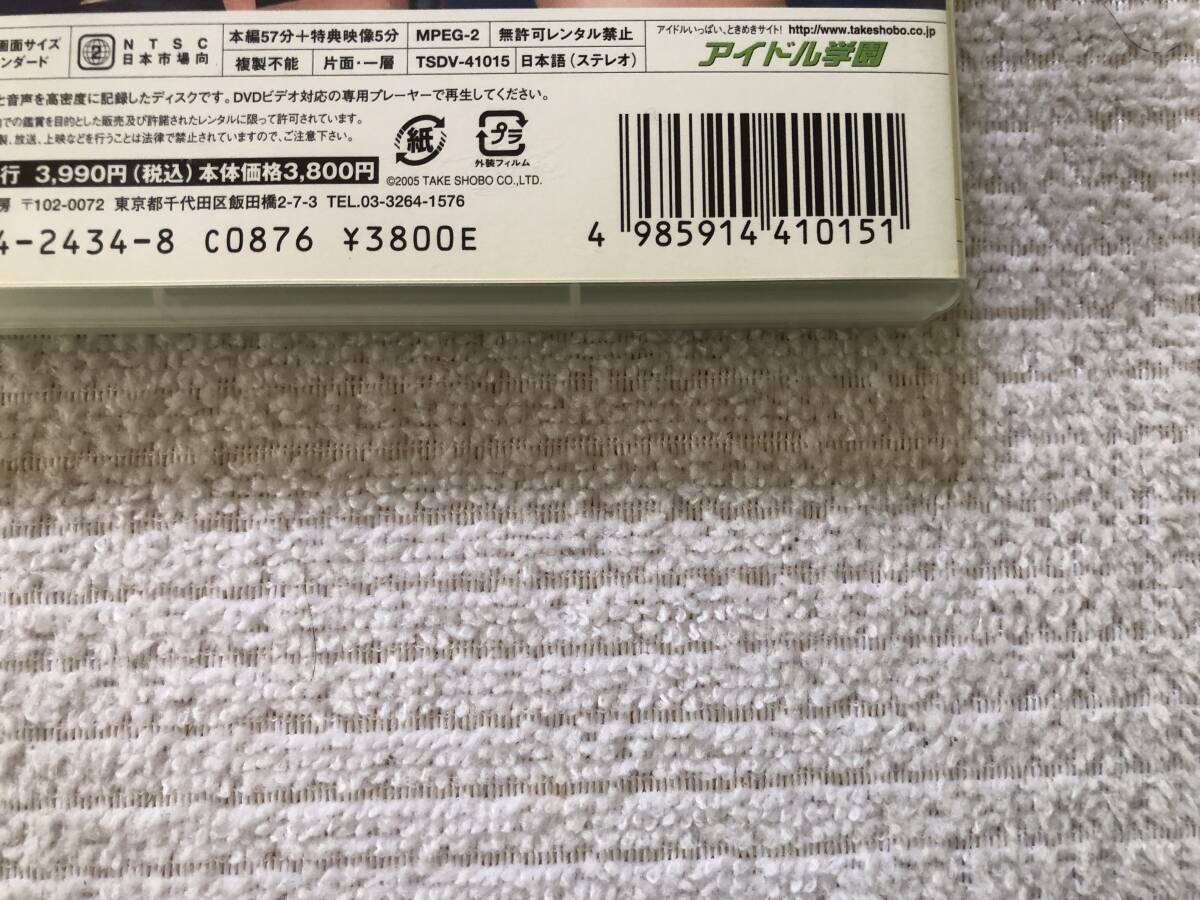 画面サイズ
ンダード
2
NTSC
日本市場向
本編57分＋特典映像5分
MPEG-2
無許可レンタル禁止
複製不能
片面・一層
TSDV-41015
日本語(ステレオ)
アイドルいっぱい、ときめきサイト! http://www.takeshobo.co.jp
アイドル学園
と音声を高密度に記録したディスクです。DVDビデオ対応の専用プレーヤーで再生してください。
内での鑑賞を目的とした販売及び許諾されたレンタルに限って許可されています。
製、放送、上映などを行うことは法律で禁止されていますので、ご注意下さい。
紙
プラ
外装フィルム
行 3,990円(税込)本体価格3,800円
©2005 TAKE SHOBO CO.,LTD.
房 〒102-0072 東京都千代田区飯田橋2-7-3 TEL.03-3264-1576
4-2434-8 C0876 ¥3800E
4 985914 410151